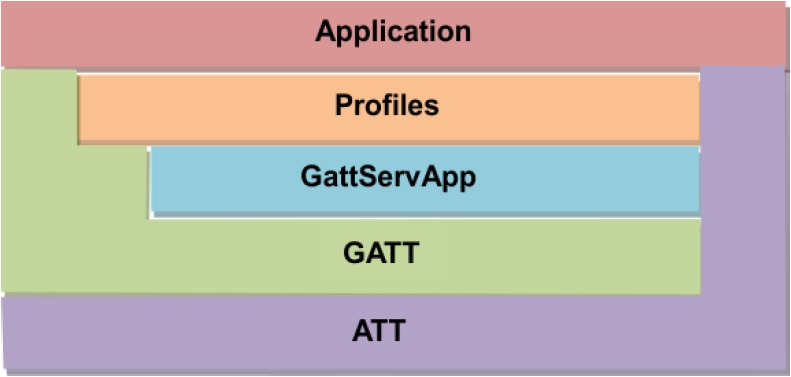 Application
Profiles
GattServApp
GATT
ATT